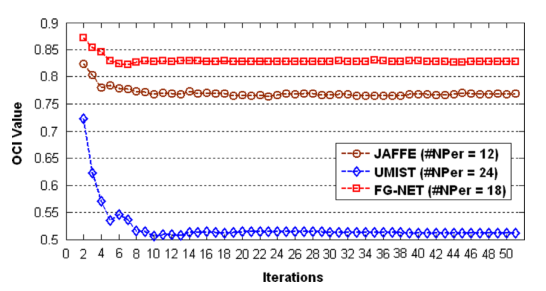 0.9
0.85
0.8
0.75
0.7
0.65
0.6
0.55
0.5
OCI Value
JAFFE (#NPer = 12)
UMIST (#NPer = 24)
FG-NET (#NPer = 18)
0 2 4 6 8 10 12 14 16 18 20 22 24 26 28 30 32 34 36 38 40 42 44 46 48 50
Iterations